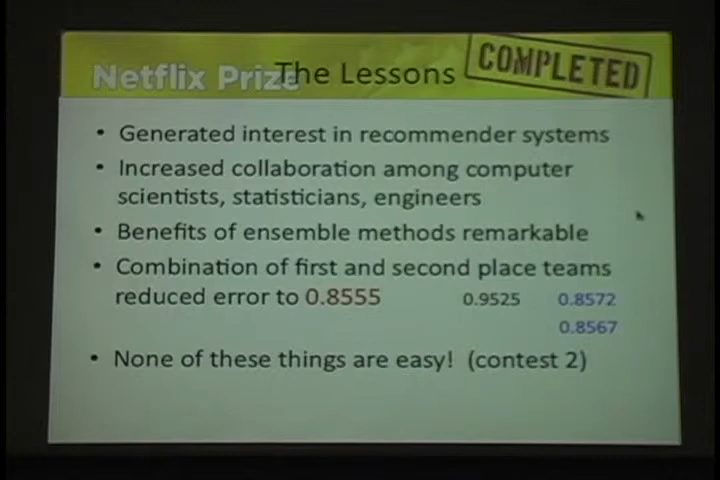 Netflix Prize The Lessons COMPLETED
• Generated interest in recommender systems
• Increased collaboration among computer
scientists, statisticians, engineers
• Benefits of ensemble methods remarkable
• Combination of first and second place teams
reduced error to 0.8555 0.9525 0.8572
0.8567
• None of these things are easy! (contest 2)